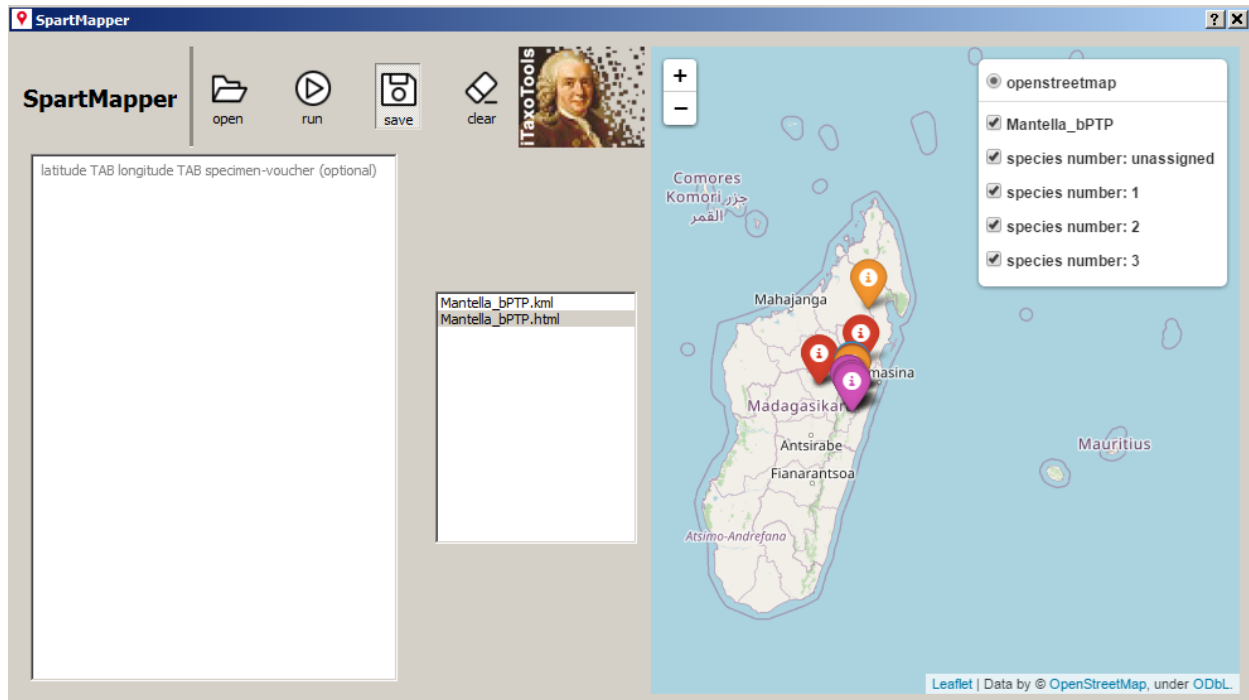 SpartMapper
SpartMapper
open
run
save
clear
iTaxoTools
latitude TAB longitude TAB specimen-voucher (optional)
Mantella_bPTP.kml
Mantella_bPTP.html
+
−
openstreetmap
Mantella_bPTP
species number: unassigned
species number: 1
species number: 2
species number: 3
Comores
Komori جزر
القمر
Mahajanga
masina
Madagasikar
Antsirabe
Fianarantsoa
Atsimo-Andrefana
Mauritius
Leaflet | Data by © OpenStreetMap, under ODbL.